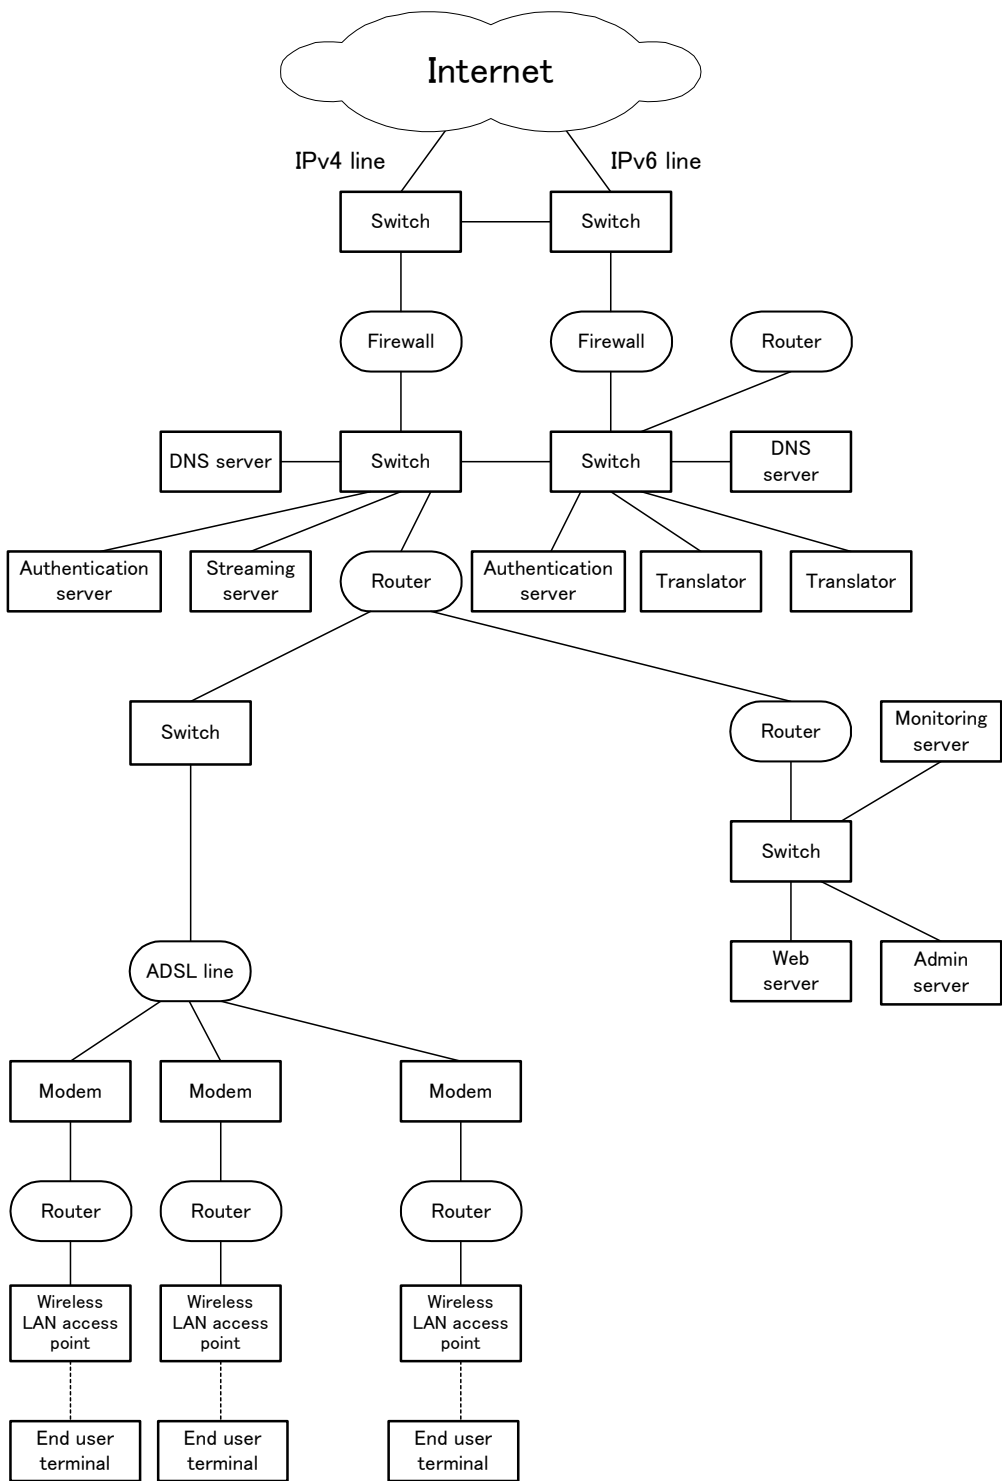 Internet
IPv4 line
IPv6 line
Switch
Switch
Firewall
Firewall
Router
DNS server
Switch
Switch
DNS
server
Authentication
server
Streaming
server
Router
Authentication
server
Translator
Translator
Switch
Router
Monitoring
server
Switch
Web
server
Admin
server
ADSL line
Modem
Modem
Modem
Router
Router
Router
Wireless
LAN access
point
Wireless
LAN access
point
Wireless
LAN access
point
End user
terminal
End user
terminal
End user
terminal